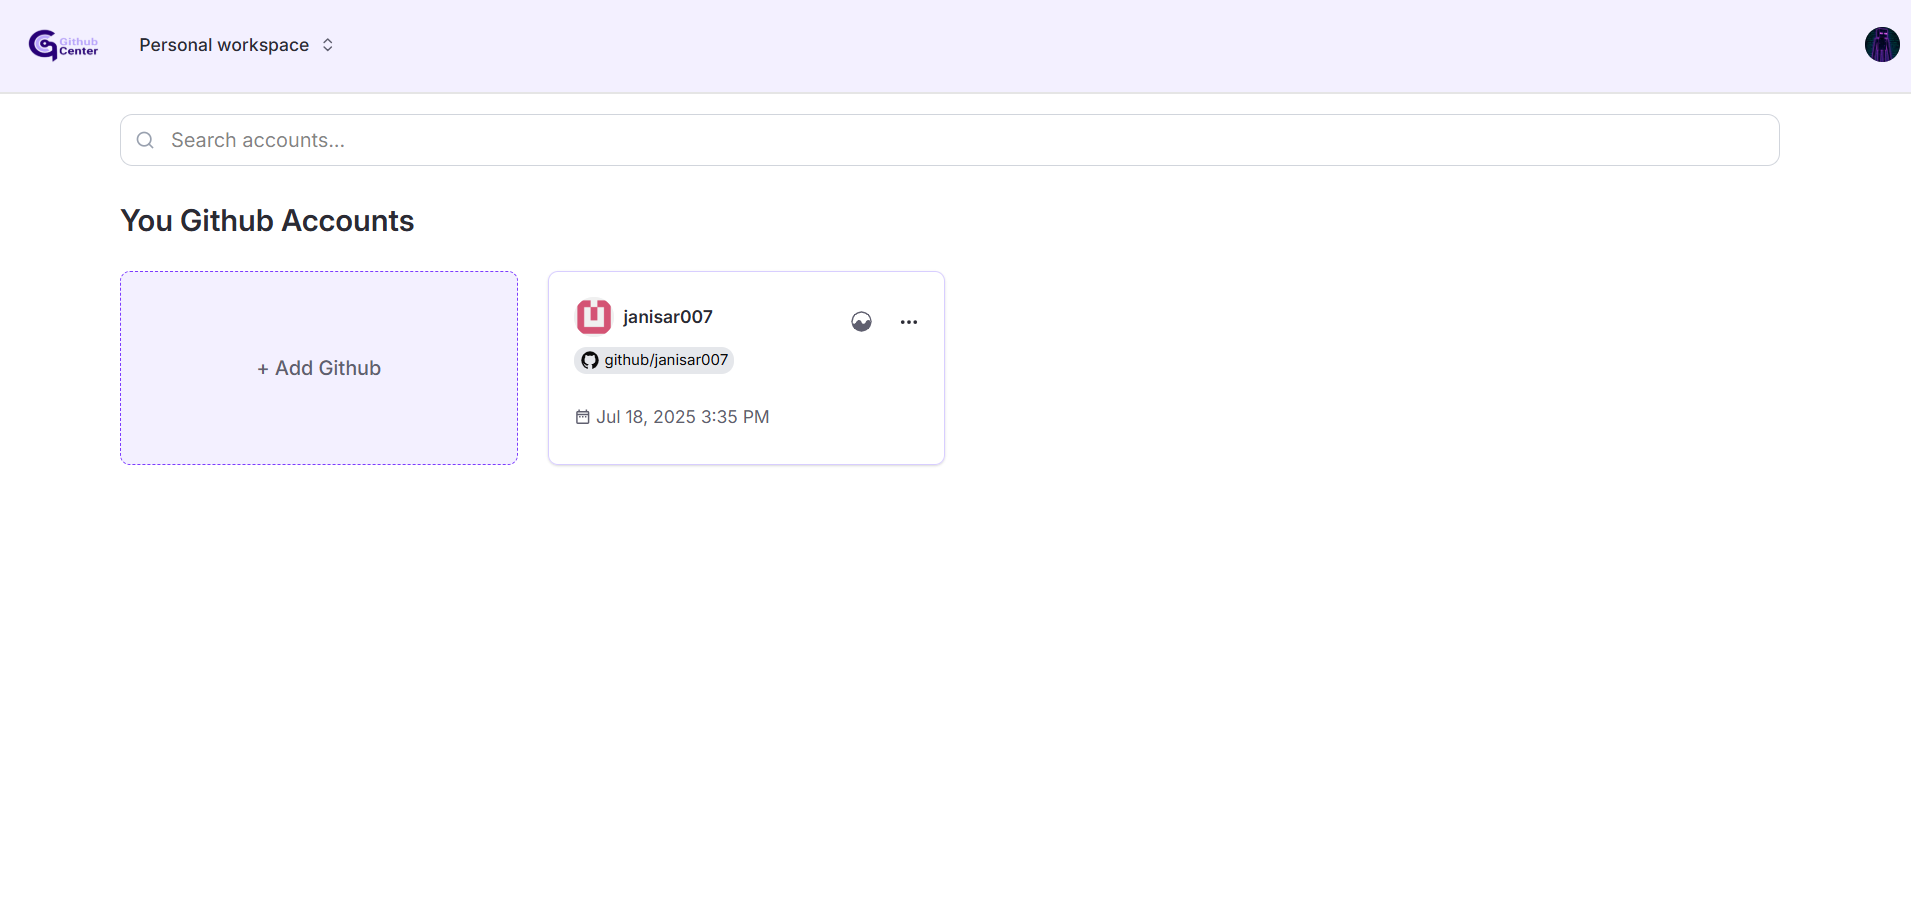 Github
Center
Personal workspace
Search accounts...
You Github Accounts
+ Add Github
janisar007
github/janisar007
Jul 18, 2025 3:35 PM